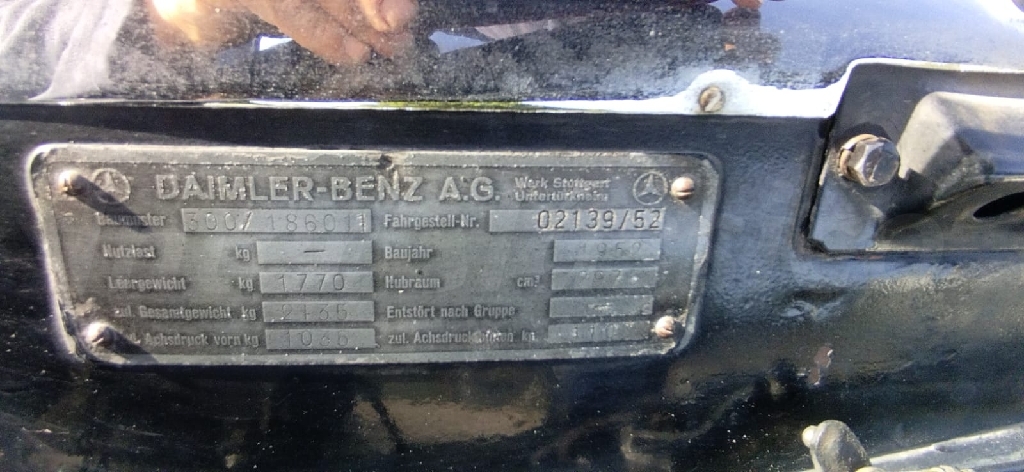 DAIMLER-BENZ A.G. Werk Stuttgart
Untertürkheim
Baumuster 300/186011 Fahrgestell-Nr. 02139/52
Nutzlast kg - Baujahr 1952
Leergewicht kg 1770 Hubraum cm³
zul. Gesamtgewicht kg Entstört nach Gruppe -
zul. Achsdruck vorn kg zul. Achsdruck hinten kg